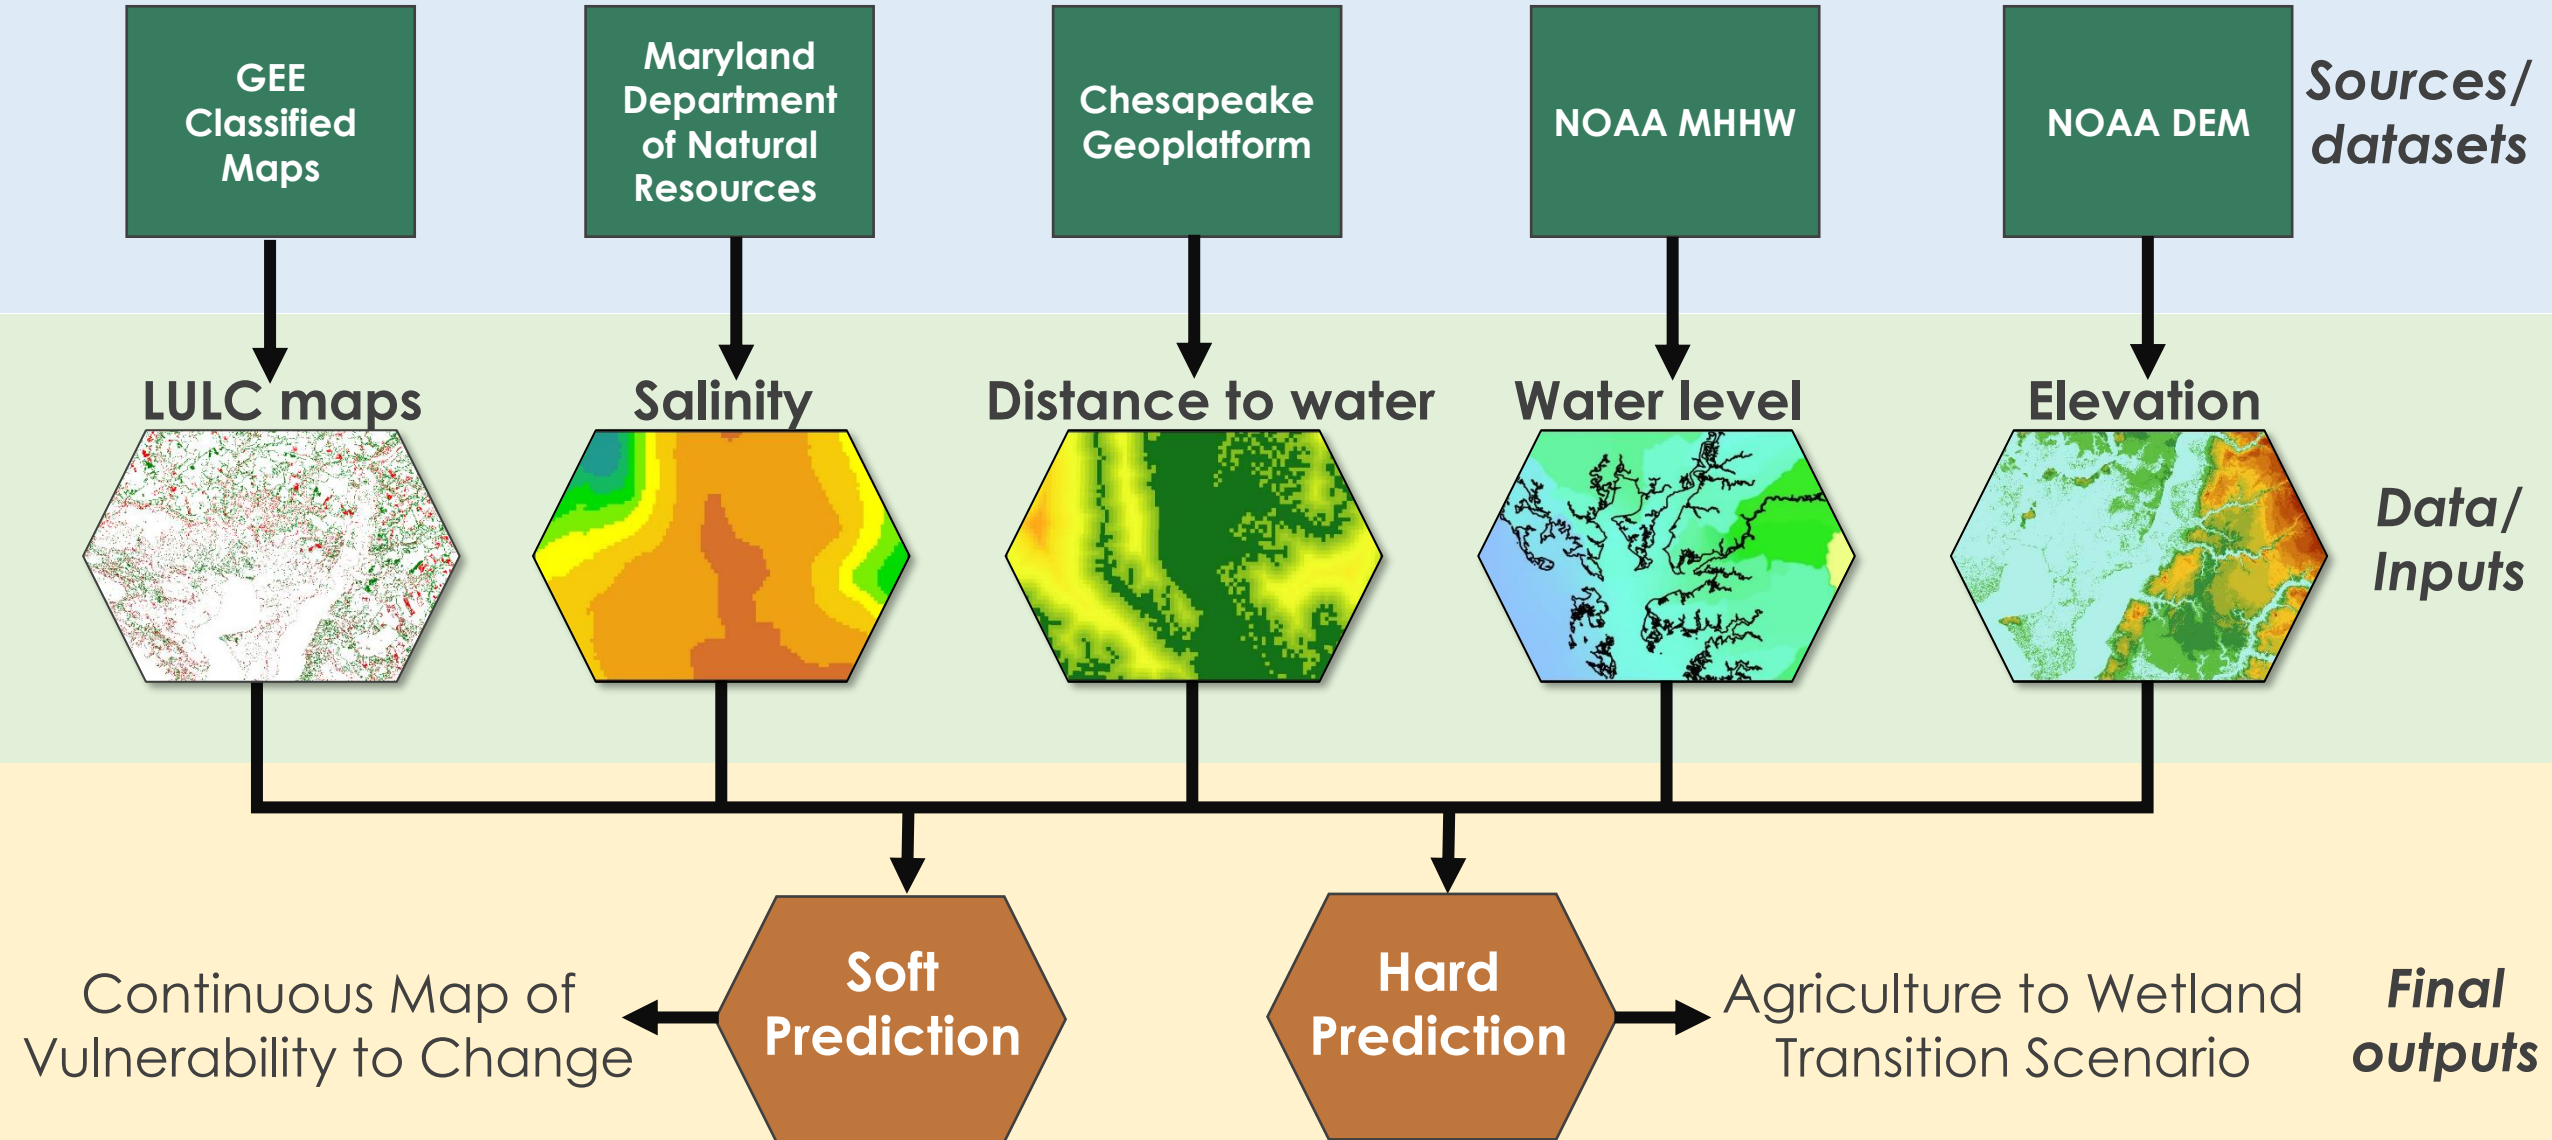 GEE
Classified
Maps
Maryland
Department
of Natural
Resources
Chesapeake
Geoplatform
NOAA MHHW
NOAA DEM
Sources/
datasets
LULC maps
Salinity
Distance to water
Water level
Elevation
Data/
Inputs
Continuous Map of
Vulnerability to Change
Soft
Prediction
Hard
Prediction
Agriculture to Wetland
Transition Scenario
Final
outputs